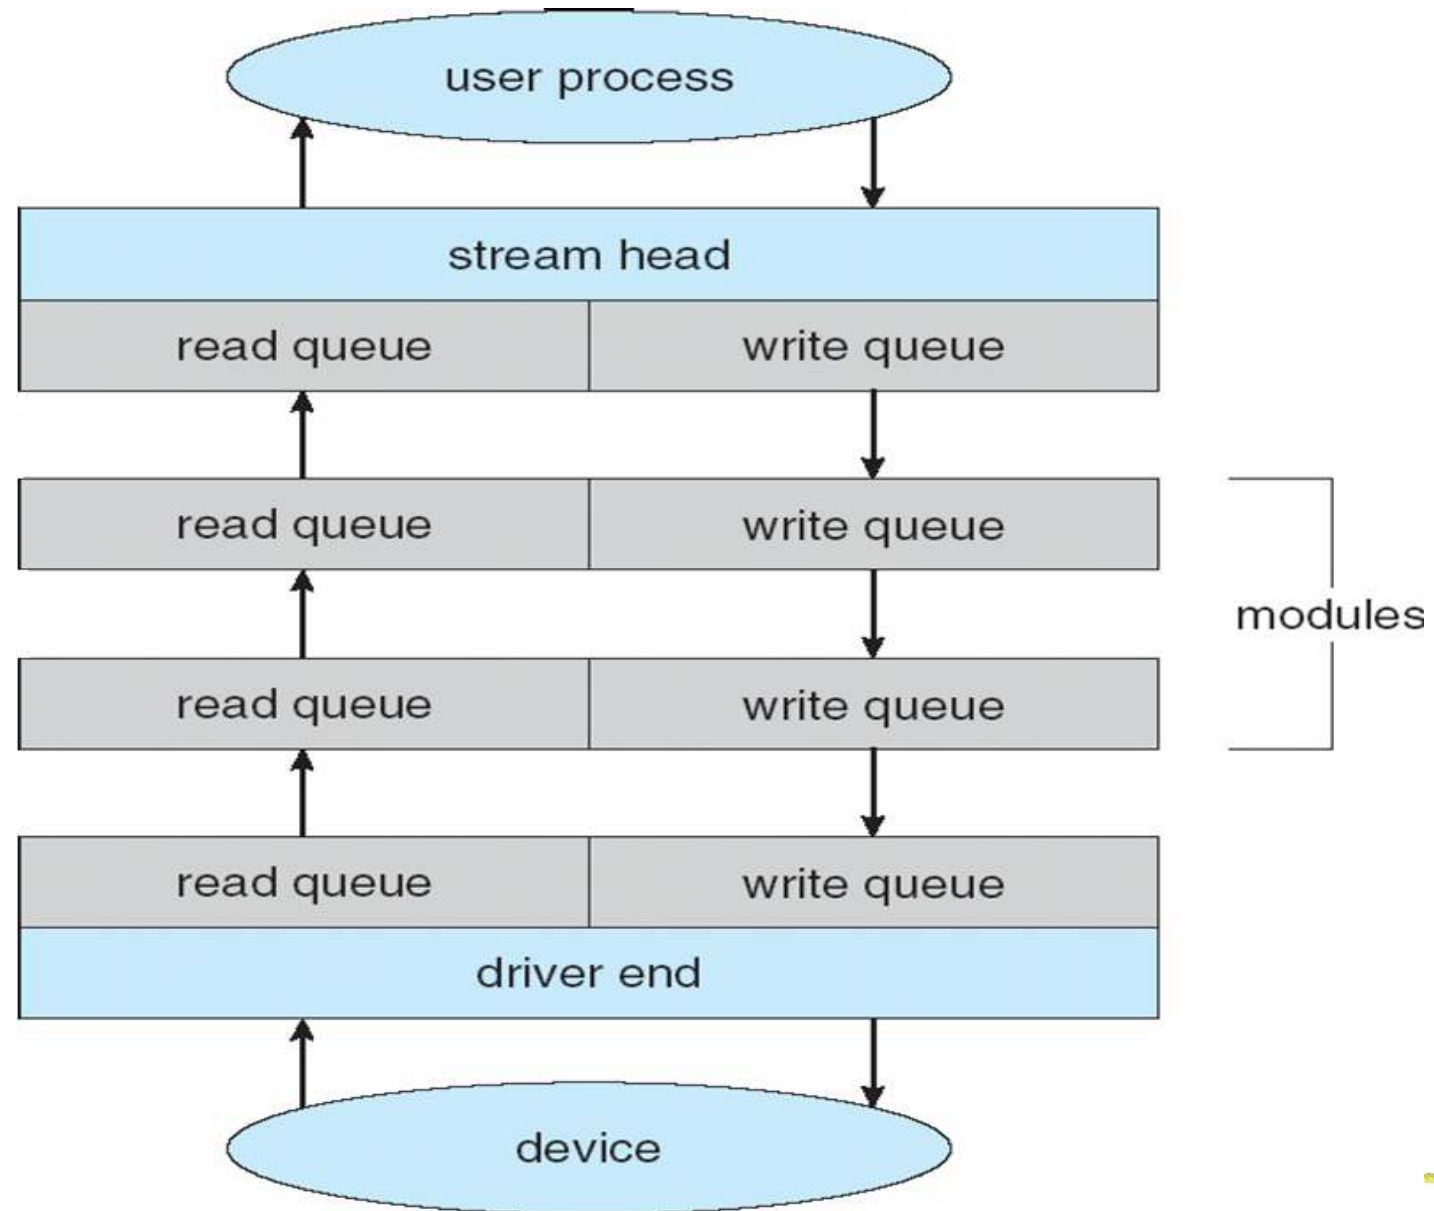 user process
stream head
read queue write queue
read queue write queue
modules
read queue write queue
read queue write queue
driver end
device